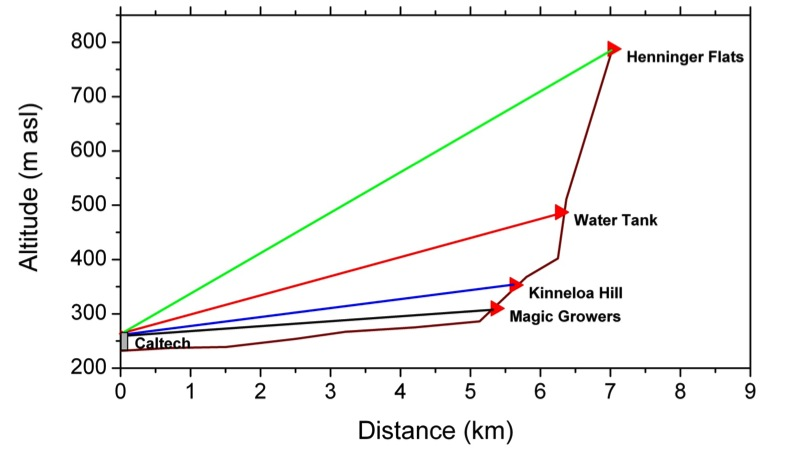 Altitude (m asl)
800
700
600
500
400
300
200
Henninger Flats
Water Tank
Kinneloa Hill
Magic Growers
Caltech
0 1 2 3 4 5 6 7 8 9
Distance (km)